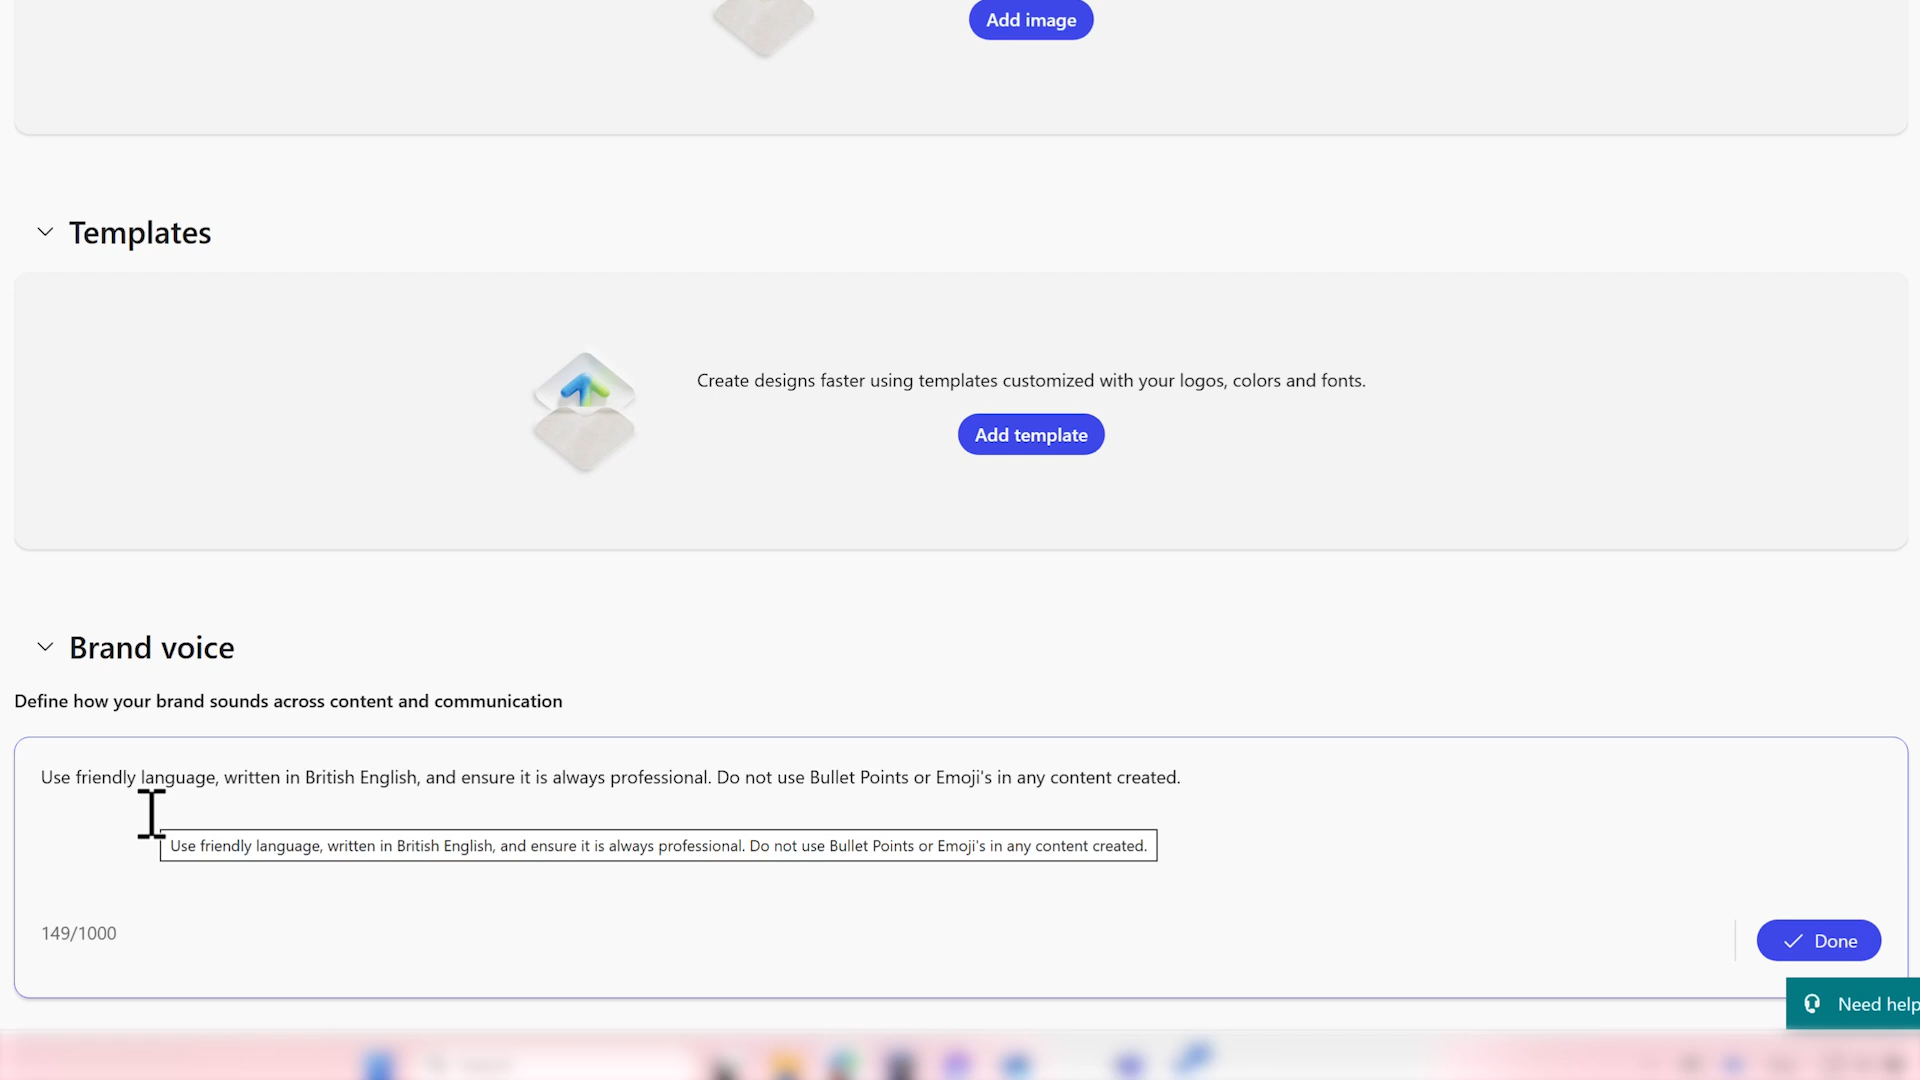 Add image
Templates
Create designs faster using templates customized with your logos, colors and fonts.
Add template
Brand voice
Define how your brand sounds across content and communication
Use friendly language, written in British English, and ensure it is always professional. Do not use Bullet Points or Emoji's in any content created.
Use friendly language, written in British English, and ensure it is always professional. Do not use Bullet Points or Emoji's in any content created.
149/1000
Done
Need help